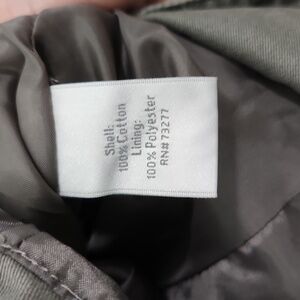 Shell:
100% Cotton
Lining:
100% Polyester
RN#73277